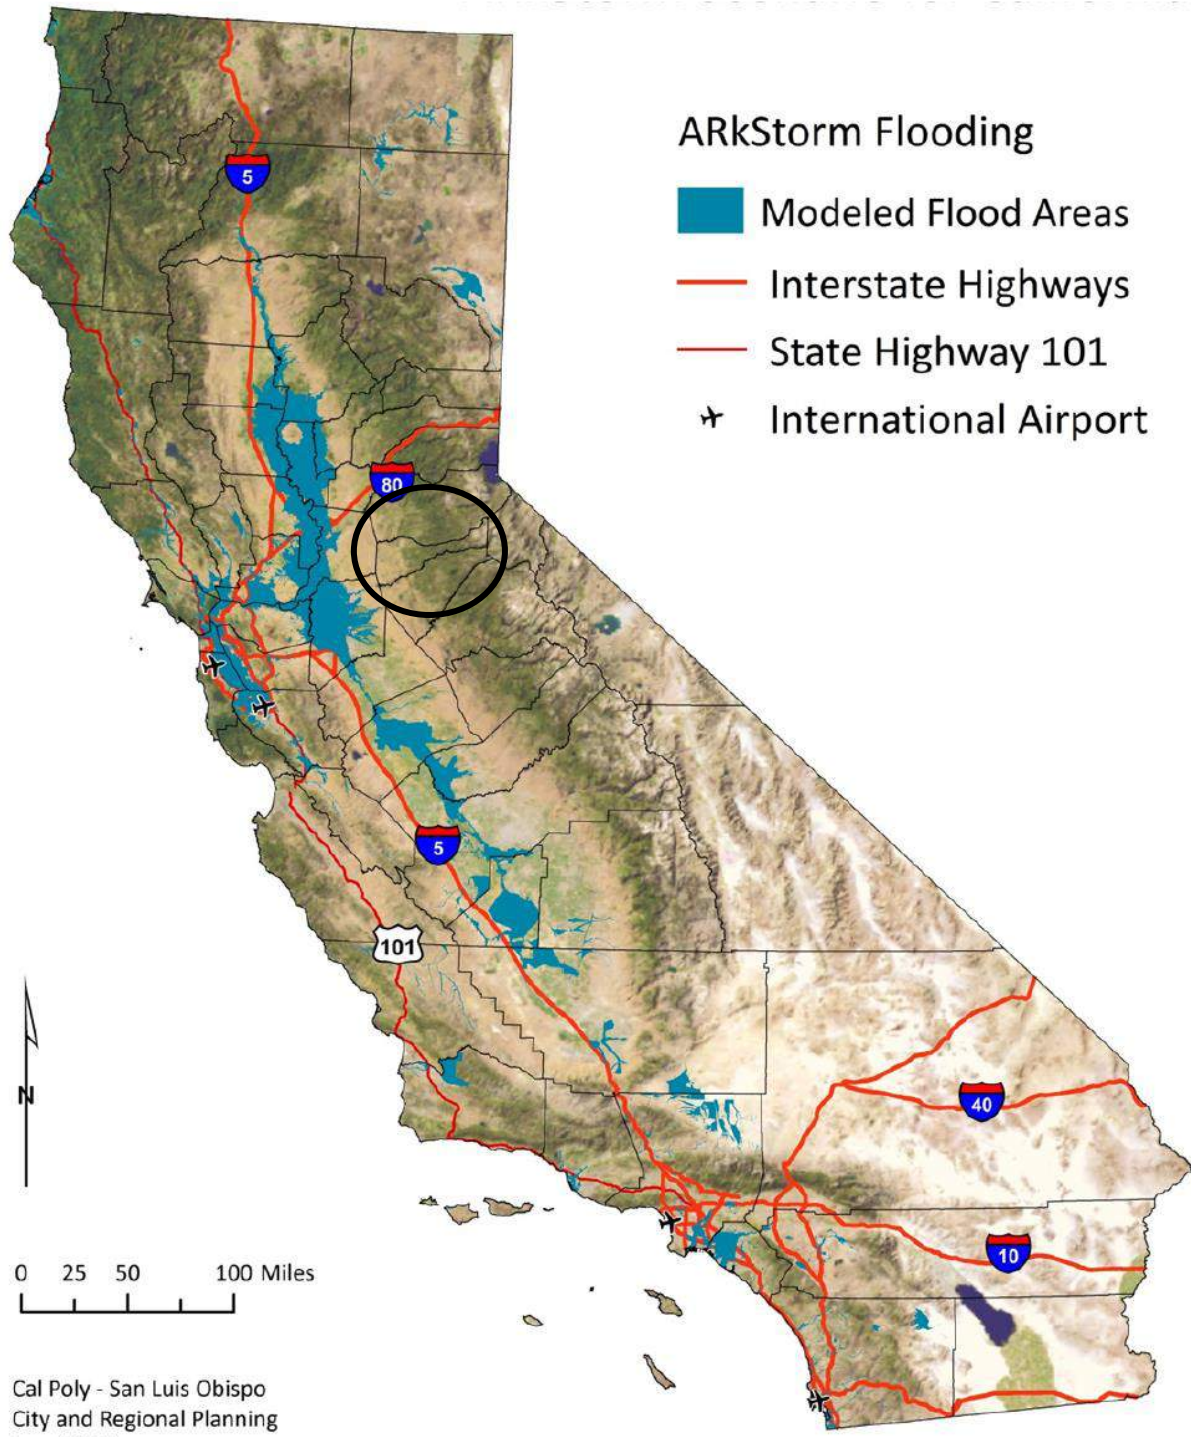 ARkStorm Flooding
Modeled Flood Areas
Interstate Highways
State Highway 101
International Airport
5
80
5
101
N
40
10
0 25 50 100 Miles
Cal Poly - San Luis Obispo
City and Regional Planning